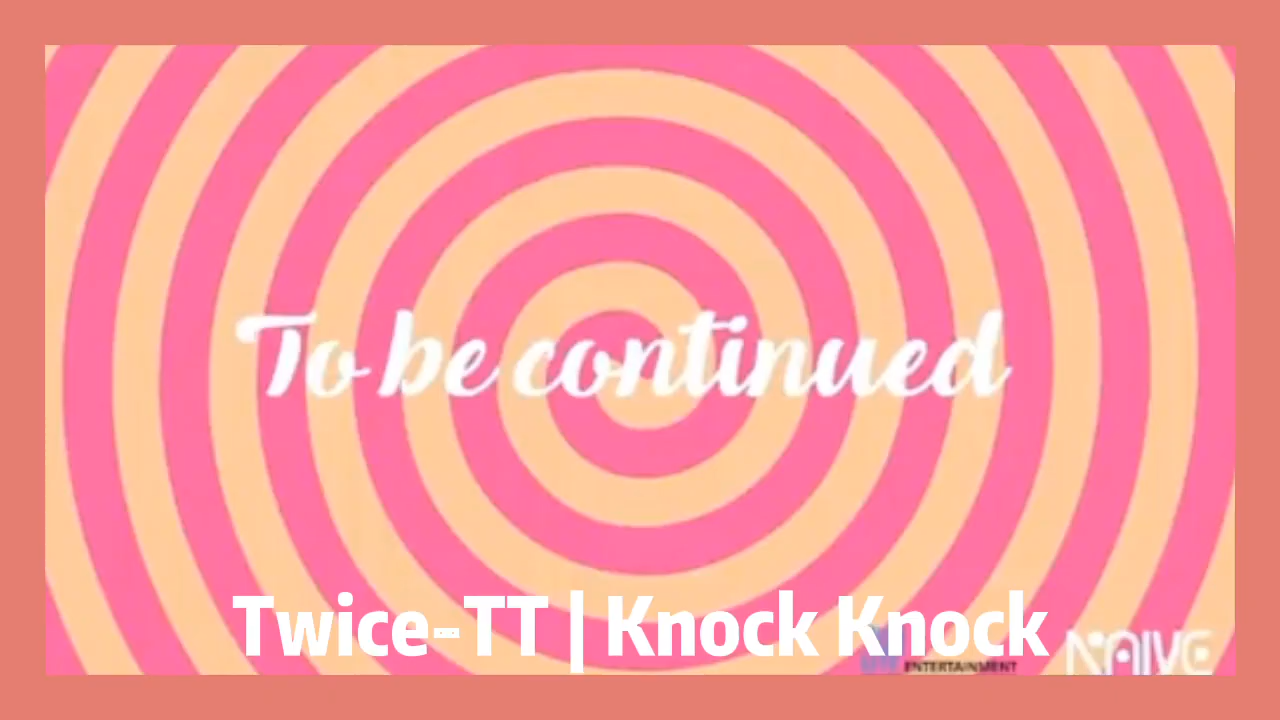 To be continued
Twice-TT | Knock Knock
ENTERTAINMENT
NAIVE